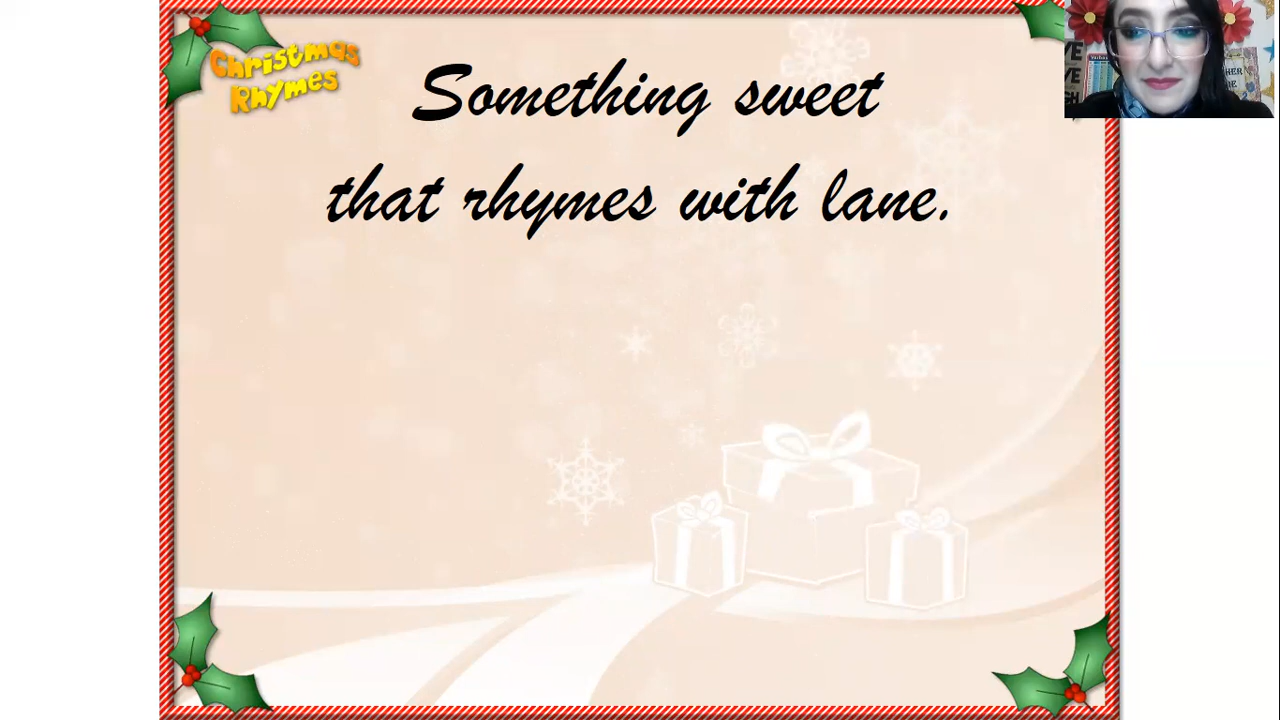 Christmas
Rhymes
Something sweet
that rhymes with lane.